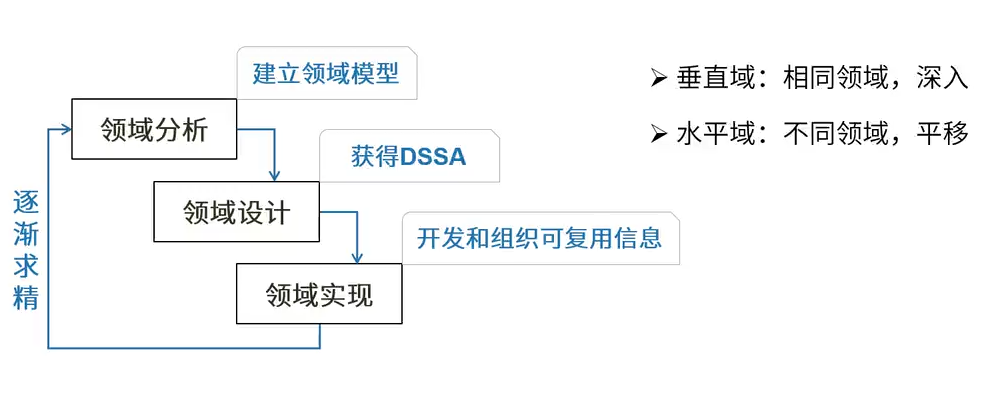 建立领域模型
领域分析
获得DSSA
领域设计
开发和组织可复用信息
领域实现
逐渐求精
➢ 垂直域：相同领域，深入
➢ 水平域：不同领域，平移